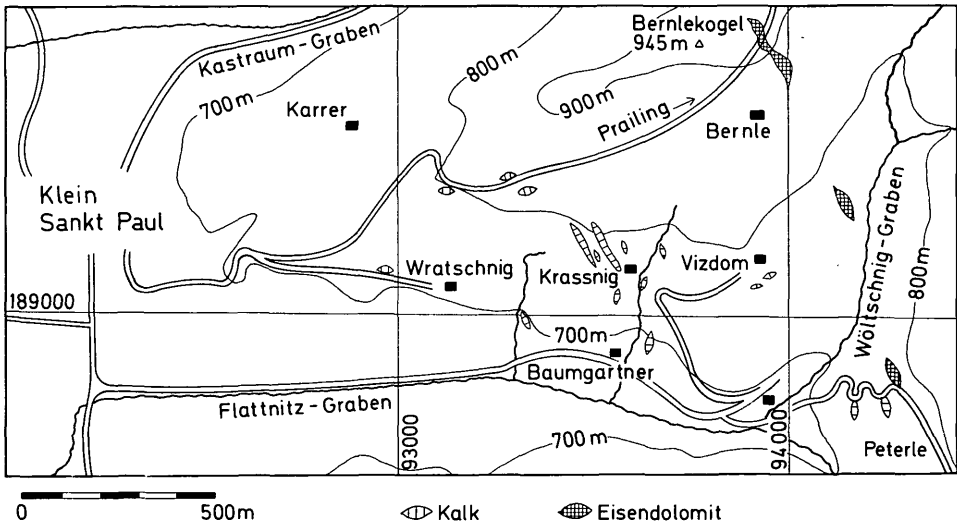 Bernlekogel
945m
Kastraum-Graben
800m
700m
900m
Karrer
Prailing
Bernle
Klein
Sankt Paul
Wöltschnig-Graben
800m
Wratschnig
Krassnig
Vizdom
189000
700m
Baumgartner
Flattnitz-Graben
93000
700m
94000
Peterle
0
500m
Kalk
Eisendolomit